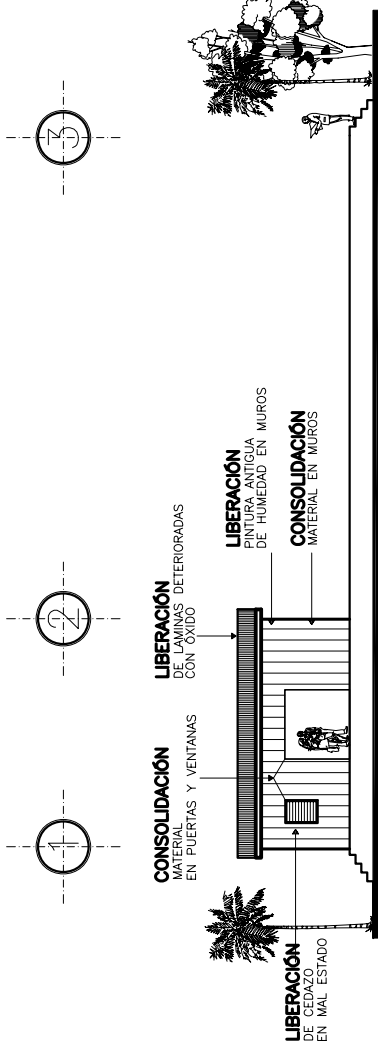 1
2
3
CONSOLIDACIÓN
MATERIAL
EN PUERTAS Y VENTANAS
LIBERACIÓN
DE LAMINAS DETERIORADAS
CON ÓXIDO
LIBERACIÓN
PINTURA ANTIGUA
DE HUMEDAD EN MUROS
CONSOLIDACIÓN
MATERIAL EN MUROS
LIBERACIÓN
DE CEDAZO
EN MAL ESTADO